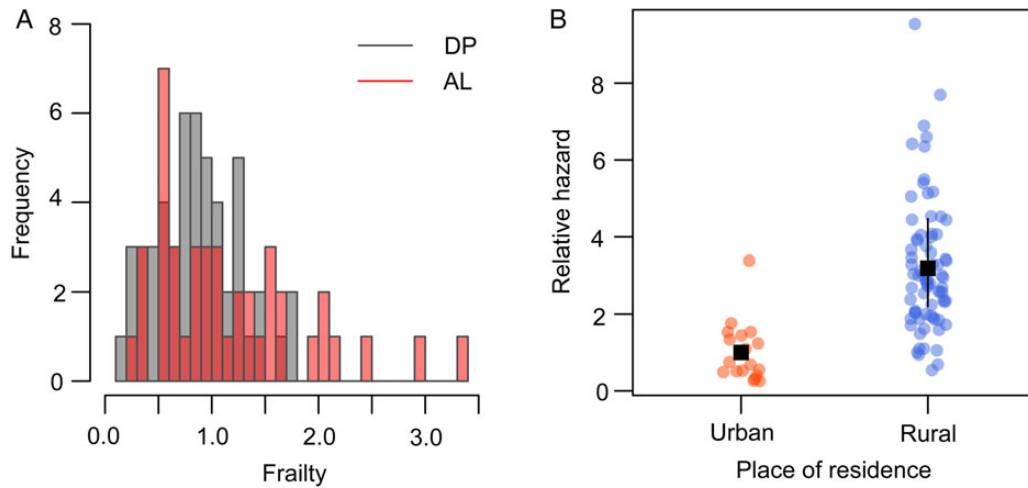 A
8
6
4
2
0
Frequency
DP
AL
0.0 1.0 2.0 3.0
Frailty
B
8
6
4
2
0
Relative hazard
Urban Rural
Place of residence